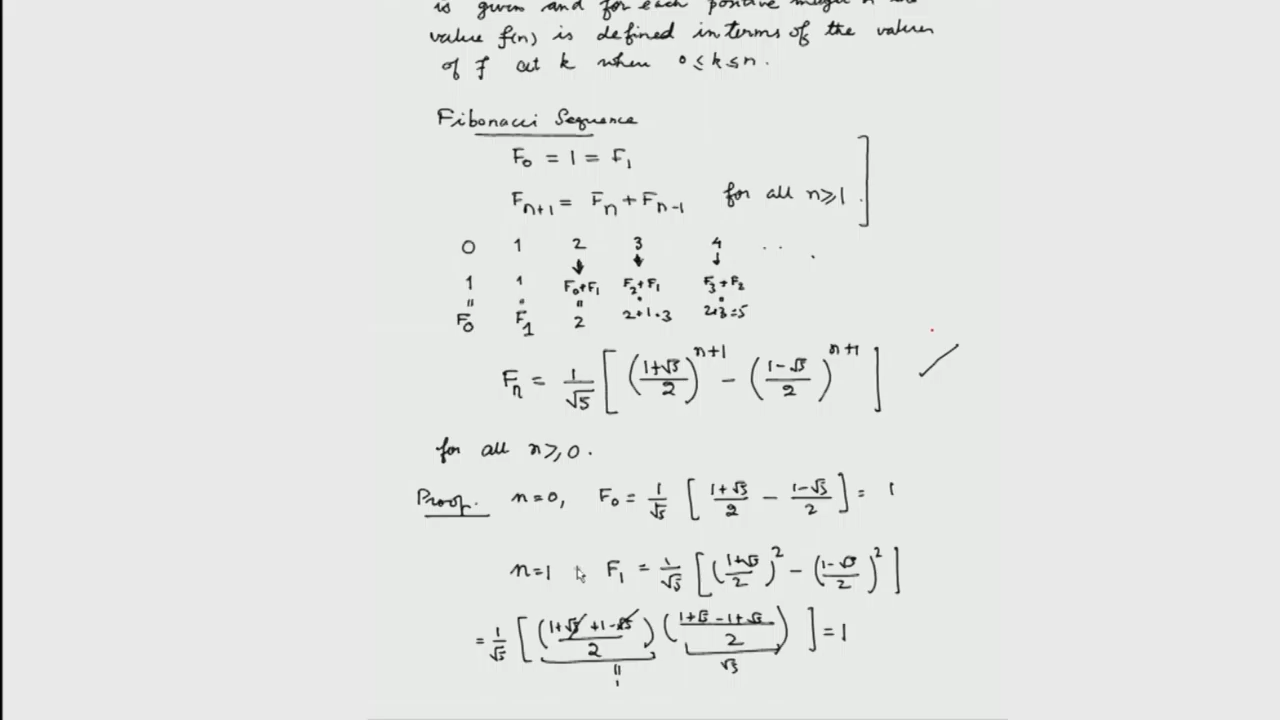 is given and for each positive integer n the
value f(n) is defined in terms of the values
of f at k when 0 ≤ k ≤ n.
Fibonacci Sequence
F₀ = 1 = F₁
Fₙ₊₁ = Fₙ + Fₙ₋₁ for all n≥1.
0 1 2 3 4 . . .
↓ ↓ ↓
1 1 F₀+F₁ F₂+F₁ F₃+F₂
F₀ F₁ 2 2+1=3 2+3=5
Fₙ = 1/√5 [ ((1+√5)/2)ⁿ⁺¹ − ((1−√5)/2)ⁿ⁺¹ ] ✓
for all n≥0.
Proof. n=0, F₀ = 1/√5 [ (1+√5)/2 − (1−√5)/2 ] = 1
n=1 F₁ = 1/√5 [ ((1+√5)/2)² − ((1−√5)/2)² ]
= 1/√5 [ ((1+√5+1−√5)/2) ((1+√5−1+√5)/2) ] = 1
1 √5